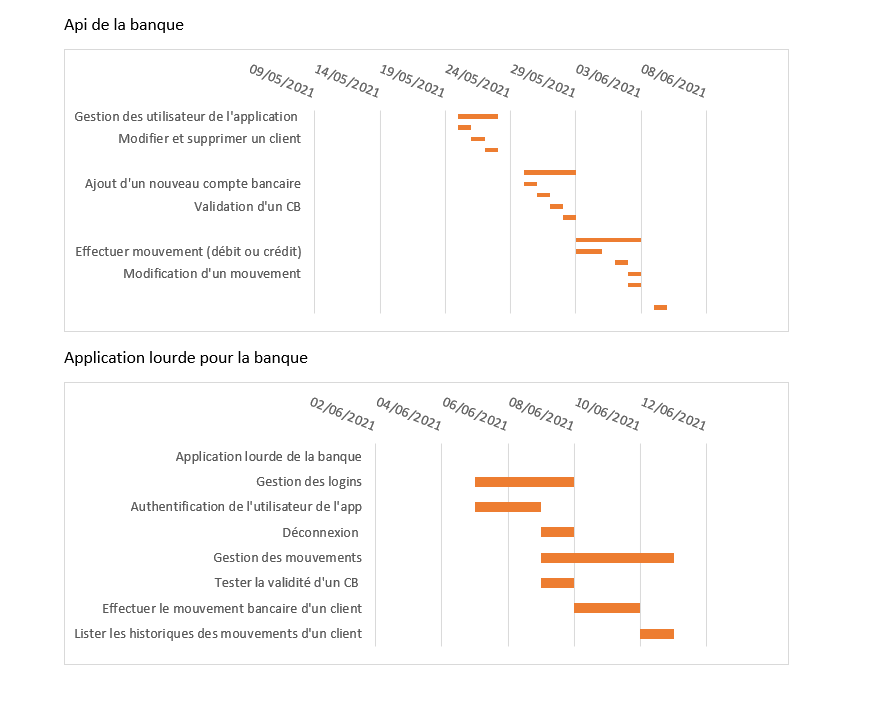 Api de la banque
09/05/2021 14/05/2021 19/05/2021 24/05/2021 29/05/2021 03/06/2021 08/06/2021
Gestion des utilisateur de l'application
Modifier et supprimer un client
Ajout d'un nouveau compte bancaire
Validation d'un CB
Effectuer mouvement (débit ou crédit)
Modification d'un mouvement
Application lourde pour la banque
02/06/2021 04/06/2021 06/06/2021 08/06/2021 10/06/2021 12/06/2021
Application lourde de la banque
Gestion des logins
Authentification de l'utilisateur de l'app
Déconnexion
Gestion des mouvements
Tester la validité d'un CB
Effectuer le mouvement bancaire d'un client
Lister les historiques des mouvements d'un client